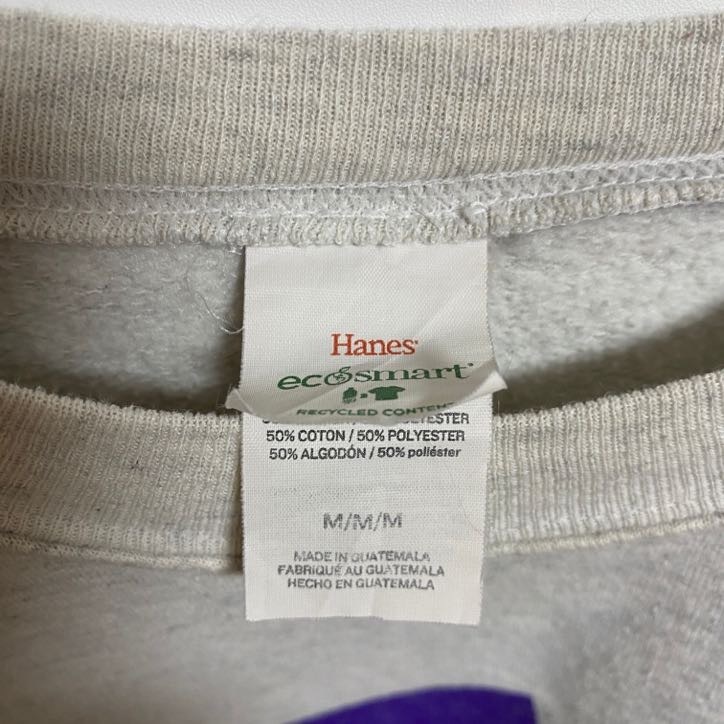 Hanes
ecosmart
RECYCLED CONTENT
50% COTON / 50% POLYESTER
50% ALGODÓN / 50% poliéster
M/M/M
MADE IN GUATEMALA
FABRIQUÉ AU GUATEMALA
HECHO EN GUATEMALA